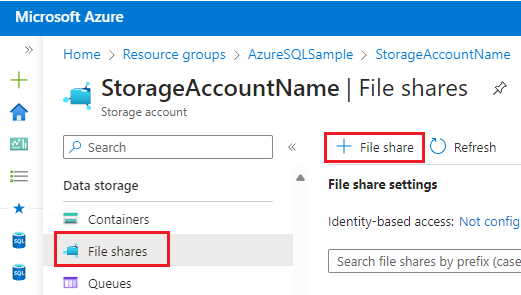 Microsoft Azure
Home > Resource groups > AzureSQLSample > StorageAccountName
StorageAccountName | File shares
Storage account
Search
+ File share
Refresh
Data storage
File share settings
Containers
Identity-based access: Not config
File shares
Search file shares by prefix (case
Queues